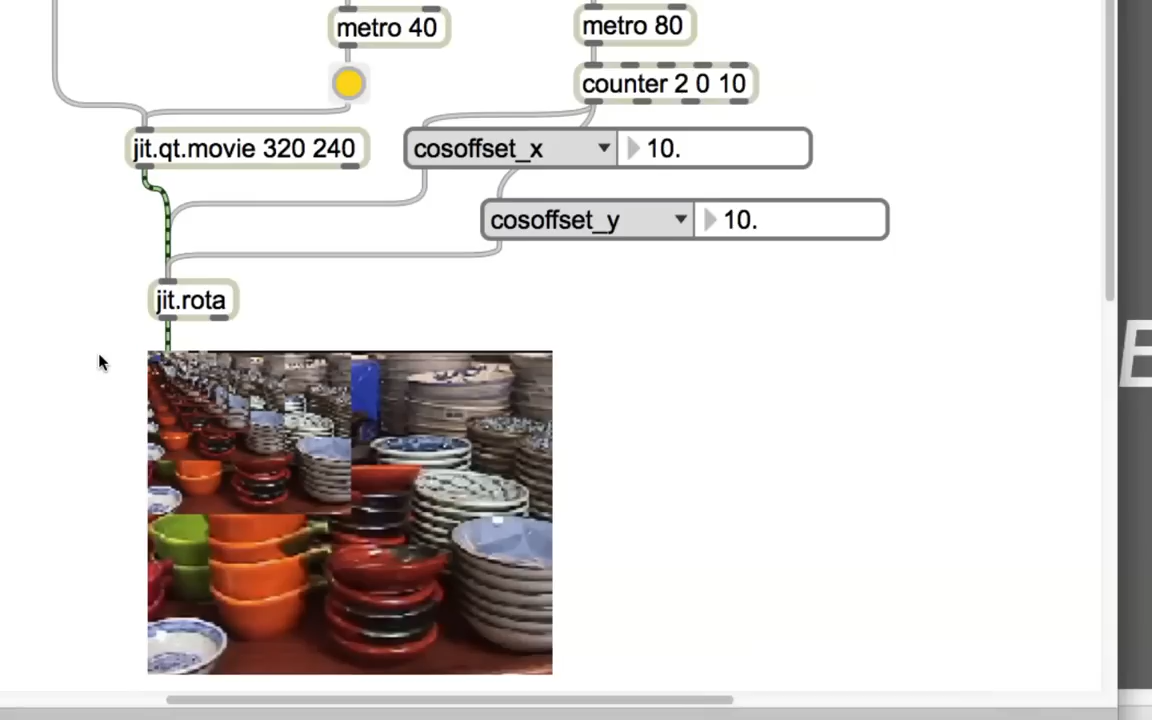 metro 40
metro 80
counter 2 0 10
jit.qt.movie 320 240
cosoffset_x
10.
cosoffset_y
10.
jit.rota
E